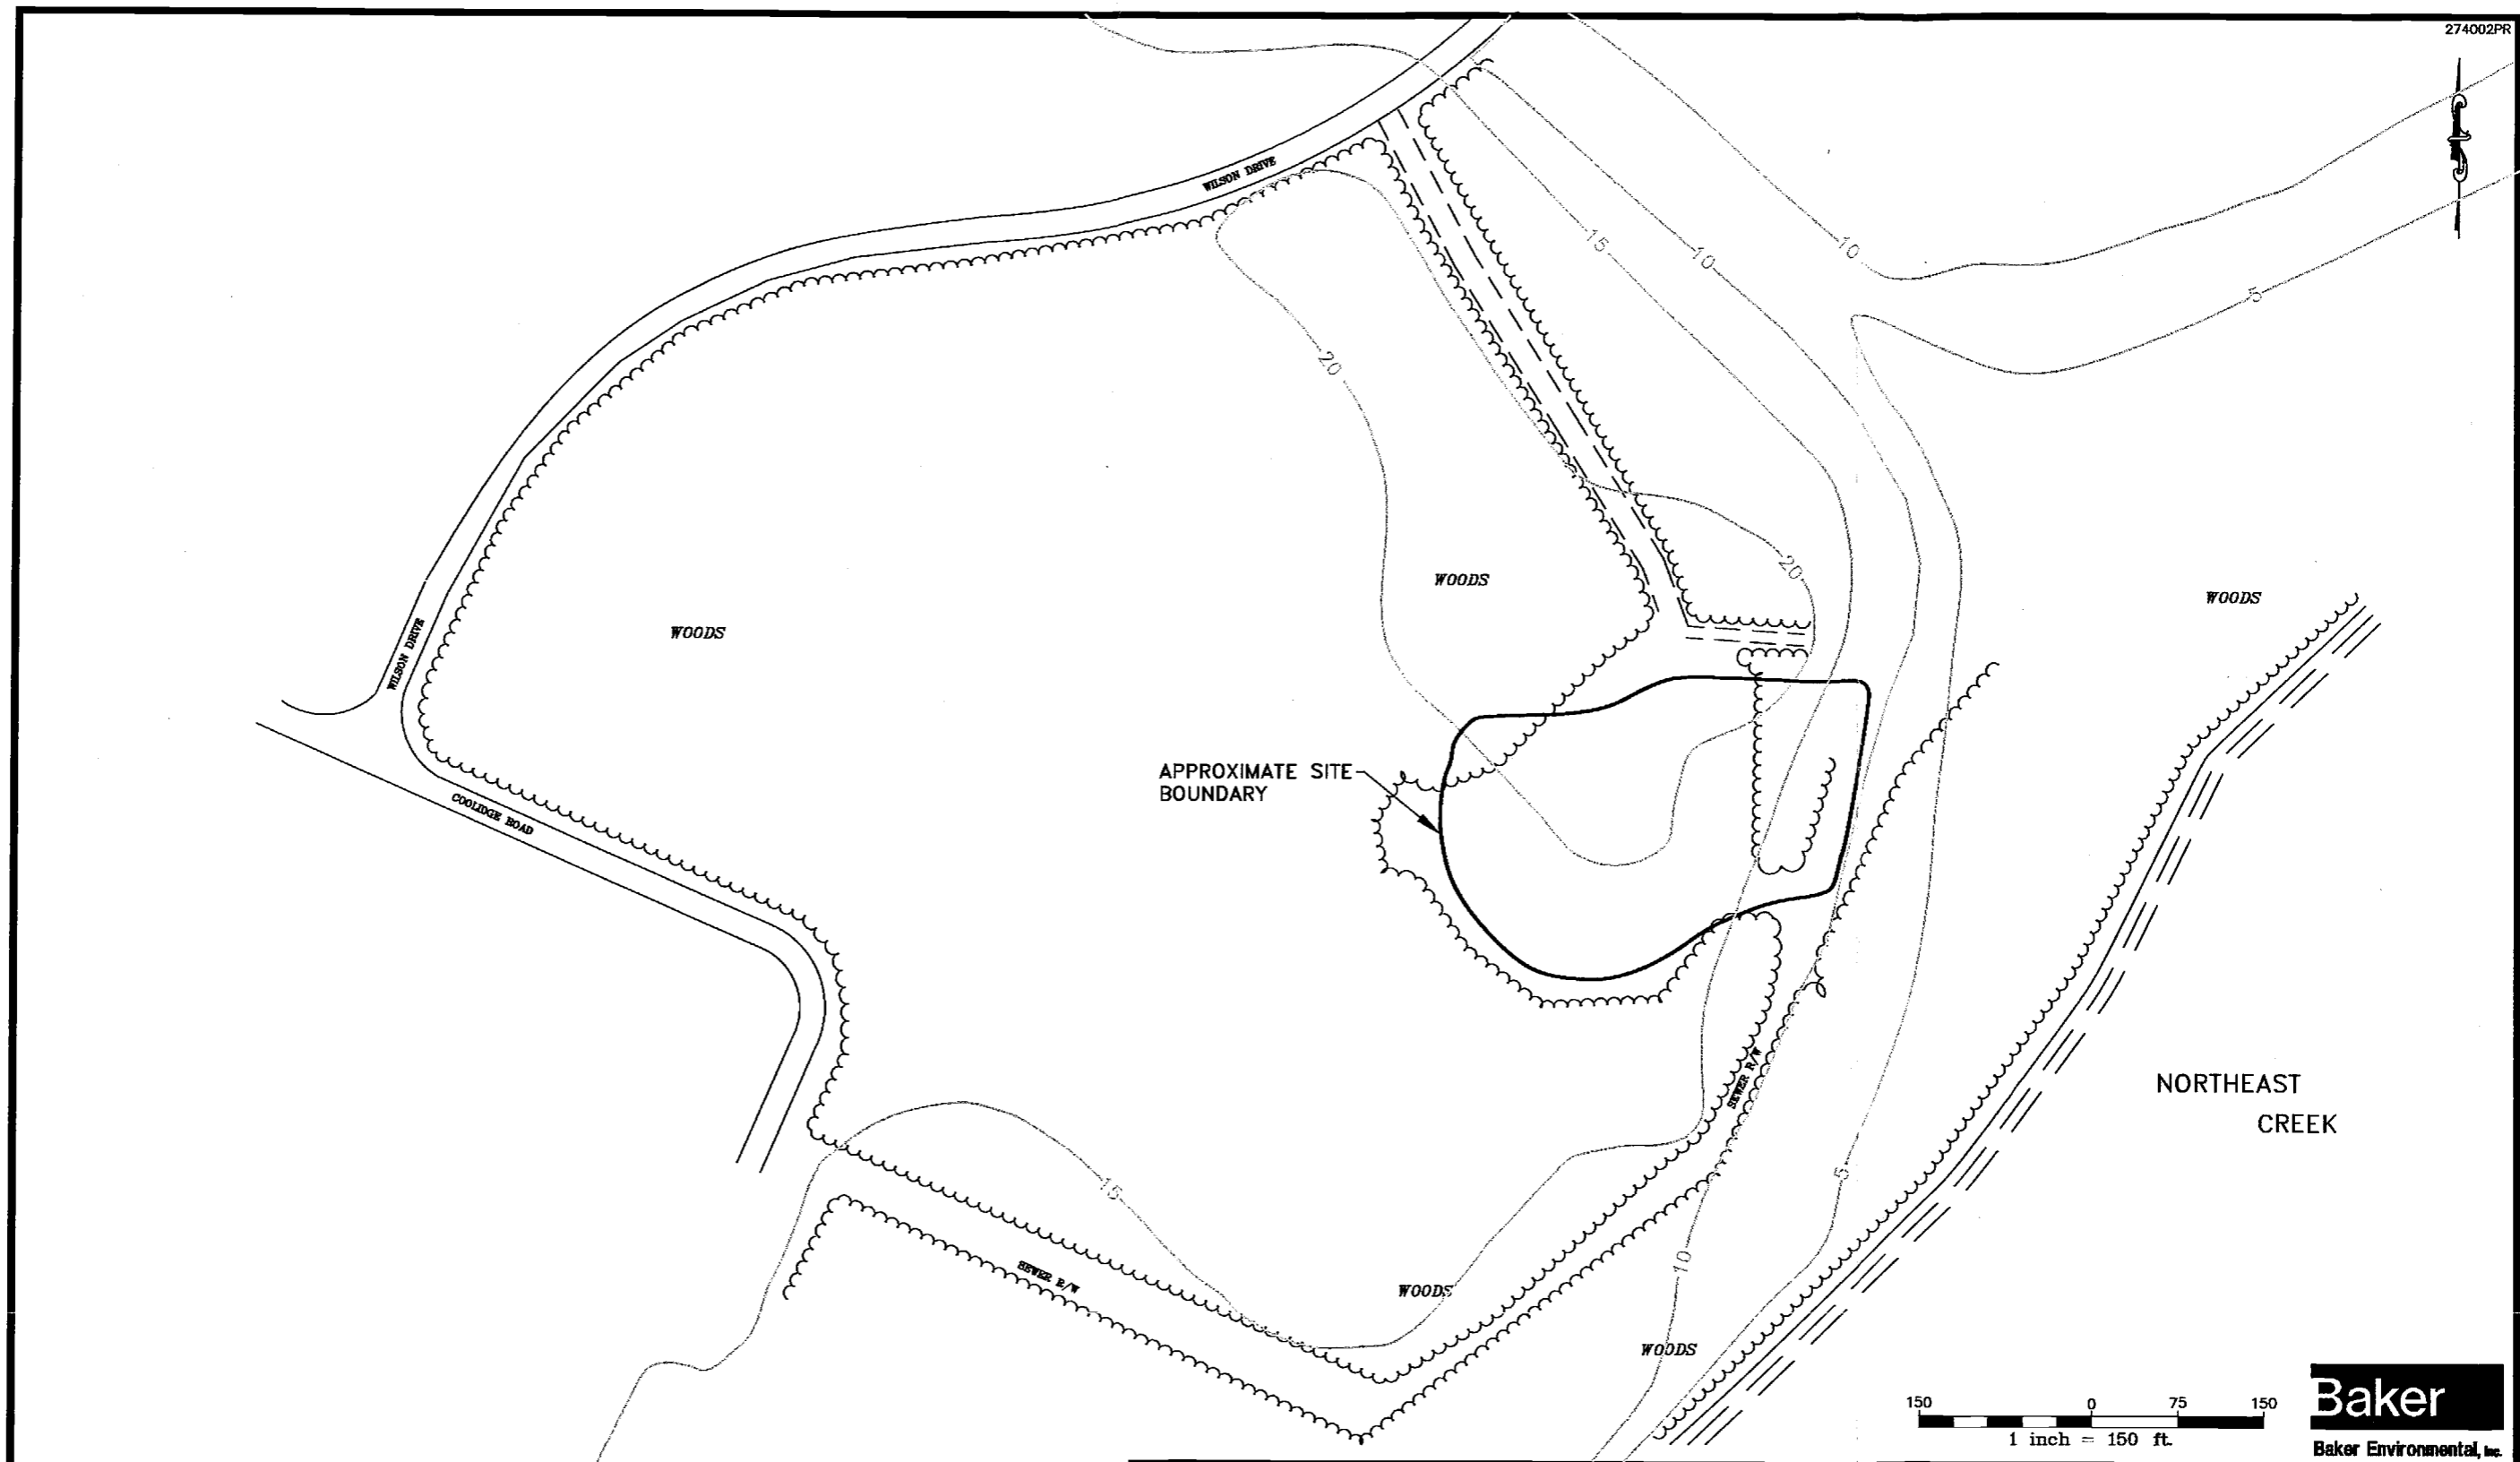 274002PR
WILSON DRIVE
15
10
10
5
20
WOODS
20
WOODS
WOODS
WILSON DRIVE
APPROXIMATE SITE
BOUNDARY
COOLIDGE ROAD
SEWER R/W
NORTHEAST
CREEK
15
5
SEWER R/W
10
WOODS
WOODS
150 0 75 150
1 inch = 150 ft.
Baker
Baker Environmental, Inc.